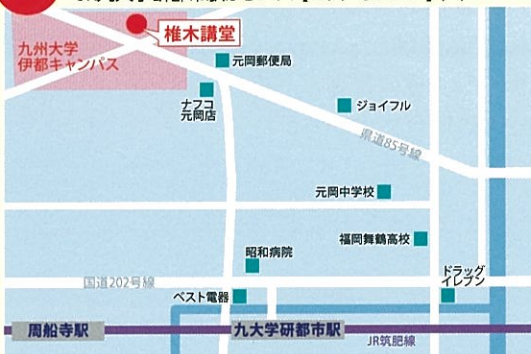 椎木講堂
九州大学
伊都キャンパス
元岡郵便局
ナフコ
元岡店
ジョイフル
県道85号線
元岡中学校
福岡舞鶴高校
昭和病院
ドラッグ
イレブン
国道202号線
ベスト電器
周船寺駅
九大学研都市駅
JR筑肥線